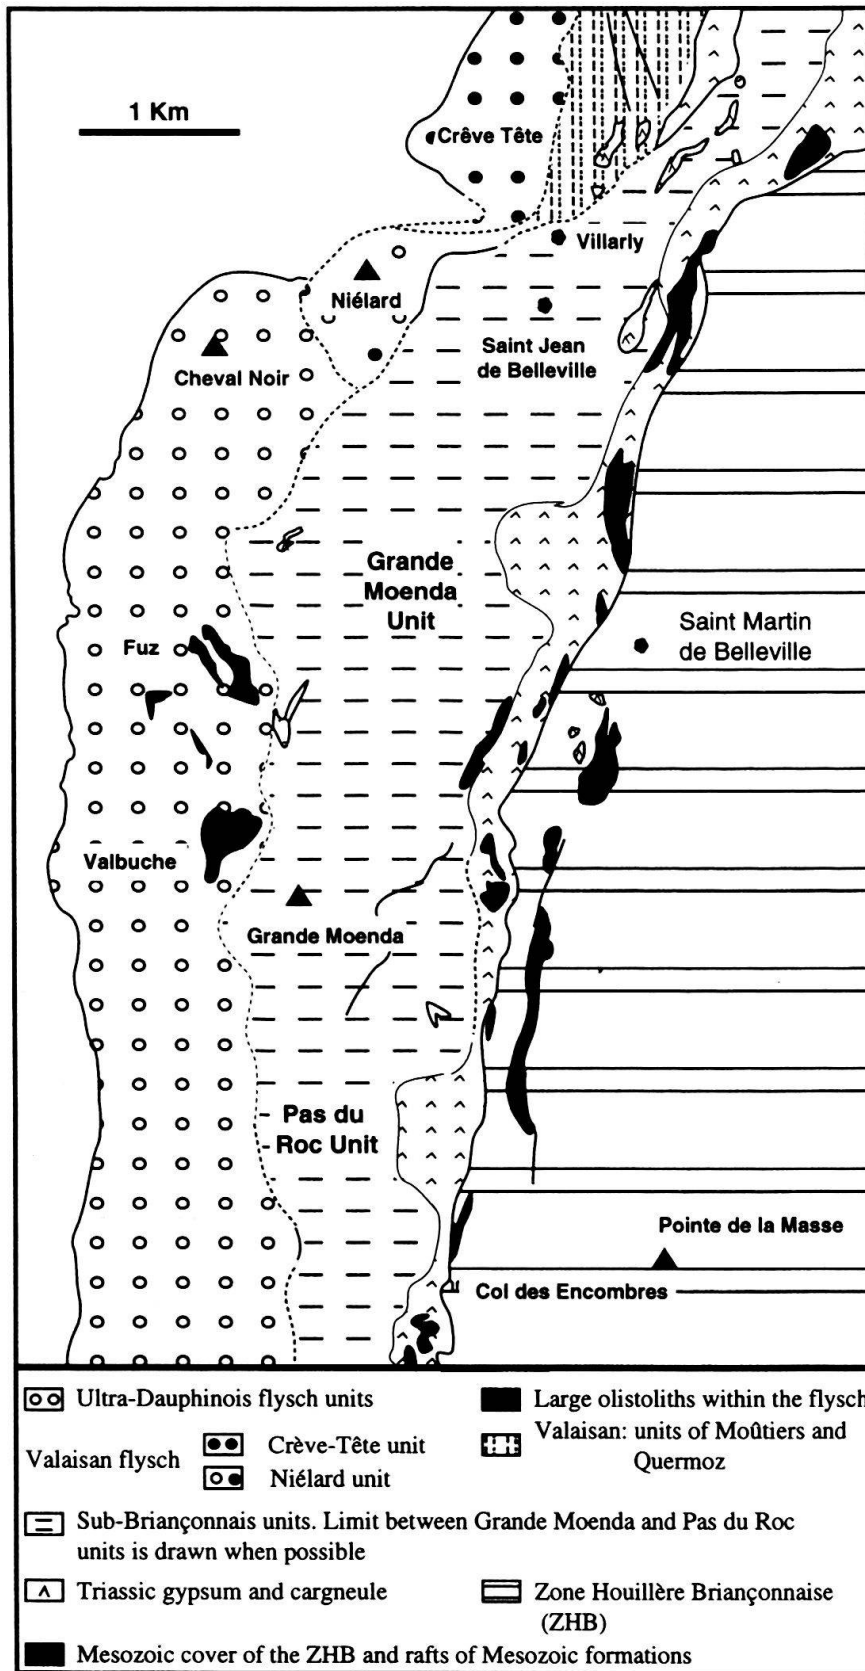 1 Km
Crêve Tête
Villarly
Niélard
Saint Jean
de Belleville
Cheval Noir
Grande
Moenda
Unit
Saint Martin
de Belleville
Fuz
Valbuche
Grande Moenda
Pas du
Roc Unit
Pointe de la Masse
Col des Encombres
Ultra-Dauphinois flysch units
Large olistoliths within the flysch
Valaisan flysch
Crève-Tête unit
Niélard unit
Valaisan: units of Moûtiers and
Quermoz
Sub-Briançonnais units. Limit between Grande Moenda and Pas du Roc
units is drawn when possible
Triassic gypsum and cargneule
Zone Houillère Briançonnaise
(ZHB)
Mesozoic cover of the ZHB and rafts of Mesozoic formations